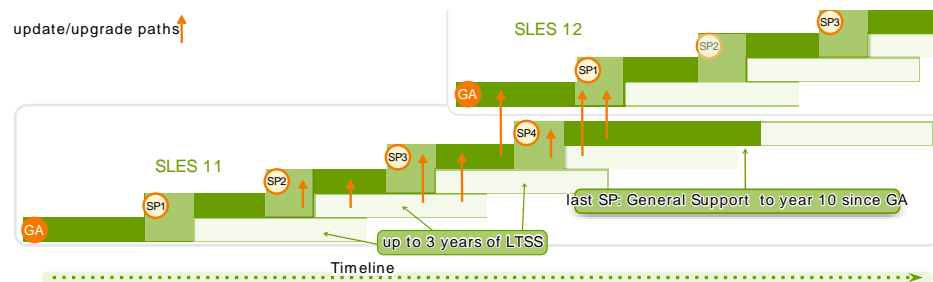 SP3
update/upgrade paths
SLES 12
SP2
SP1
GA
SP4
SP3
SLES 11
SP2
last SP: General Support to year 10 since GA
SP1
GA
up to 3 years of LTSS
Timeline